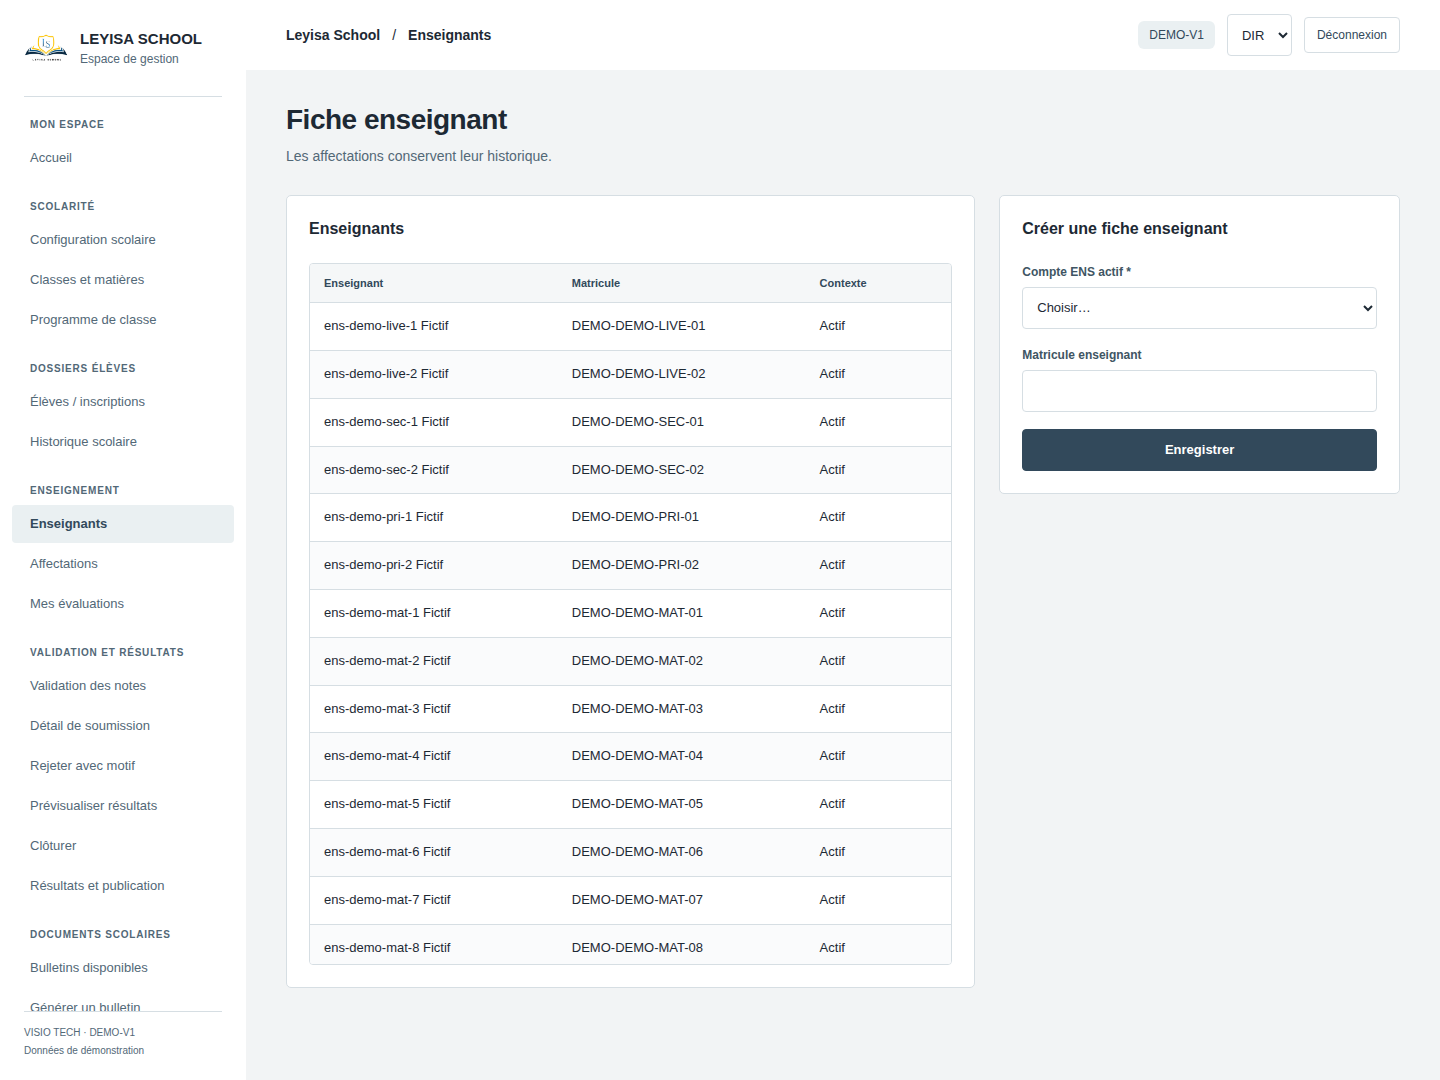 LEYISA SCHOOL
Espace de gestion
MON ESPACE
Accueil
SCOLARITÉ
Configuration scolaire
Classes et matières
Programme de classe
DOSSIERS ÉLÈVES
Élèves / inscriptions
Historique scolaire
ENSEIGNEMENT
Enseignants
Affectations
Mes évaluations
VALIDATION ET RÉSULTATS
Validation des notes
Détail de soumission
Rejeter avec motif
Prévisualiser résultats
Clôturer
Résultats et publication
DOCUMENTS SCOLAIRES
Bulletins disponibles
Générer un bulletin
VISIO TECH · DEMO-V1
Données de démonstration
Leyisa School / Enseignants
DEMO-V1 DIR Déconnexion
Fiche enseignant
Les affectations conservent leur historique.
Enseignants
Enseignant Matricule Contexte
ens-demo-live-1 Fictif DEMO-DEMO-LIVE-01 Actif
ens-demo-live-2 Fictif DEMO-DEMO-LIVE-02 Actif
ens-demo-sec-1 Fictif DEMO-DEMO-SEC-01 Actif
ens-demo-sec-2 Fictif DEMO-DEMO-SEC-02 Actif
ens-demo-pri-1 Fictif DEMO-DEMO-PRI-01 Actif
ens-demo-pri-2 Fictif DEMO-DEMO-PRI-02 Actif
ens-demo-mat-1 Fictif DEMO-DEMO-MAT-01 Actif
ens-demo-mat-2 Fictif DEMO-DEMO-MAT-02 Actif
ens-demo-mat-3 Fictif DEMO-DEMO-MAT-03 Actif
ens-demo-mat-4 Fictif DEMO-DEMO-MAT-04 Actif
ens-demo-mat-5 Fictif DEMO-DEMO-MAT-05 Actif
ens-demo-mat-6 Fictif DEMO-DEMO-MAT-06 Actif
ens-demo-mat-7 Fictif DEMO-DEMO-MAT-07 Actif
ens-demo-mat-8 Fictif DEMO-DEMO-MAT-08 Actif
Créer une fiche enseignant
Compte ENS actif *
Choisir…
Matricule enseignant
Enregistrer